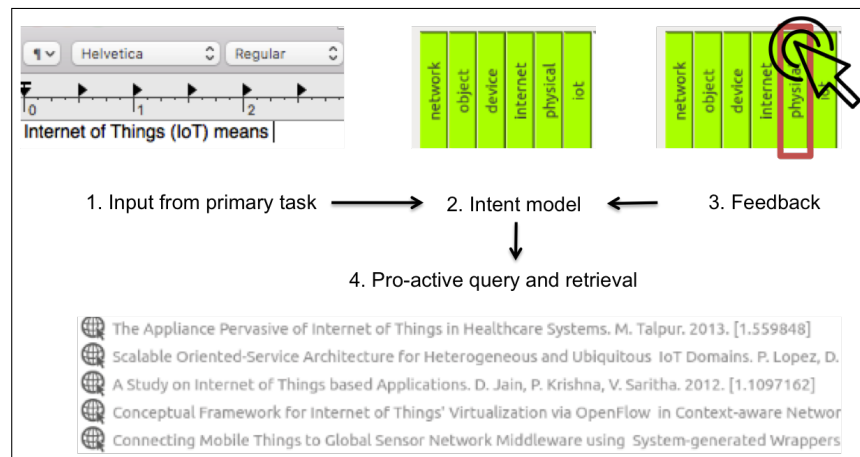 ¶ Helvetica Regular
0 1 2
Internet of Things (IoT) means
network
object
device
internet
physical
iot
network
object
device
internet
physical
iot
1. Input from primary task
2. Intent model
3. Feedback
4. Pro-active query and retrieval
The Appliance Pervasive of Internet of Things in Healthcare Systems. M. Talpur. 2013. [1.559848]
Scalable Oriented-Service Architecture for Heterogeneous and Ubiquitous IoT Domains. P. Lopez, D.
A Study on Internet of Things based Applications. D. Jain, P. Krishna, V. Saritha. 2012. [1.1097162]
Conceptual Framework for Internet of Things' Virtualization via OpenFlow in Context-aware Networ
Connecting Mobile Things to Global Sensor Network Middleware using System-generated Wrappers